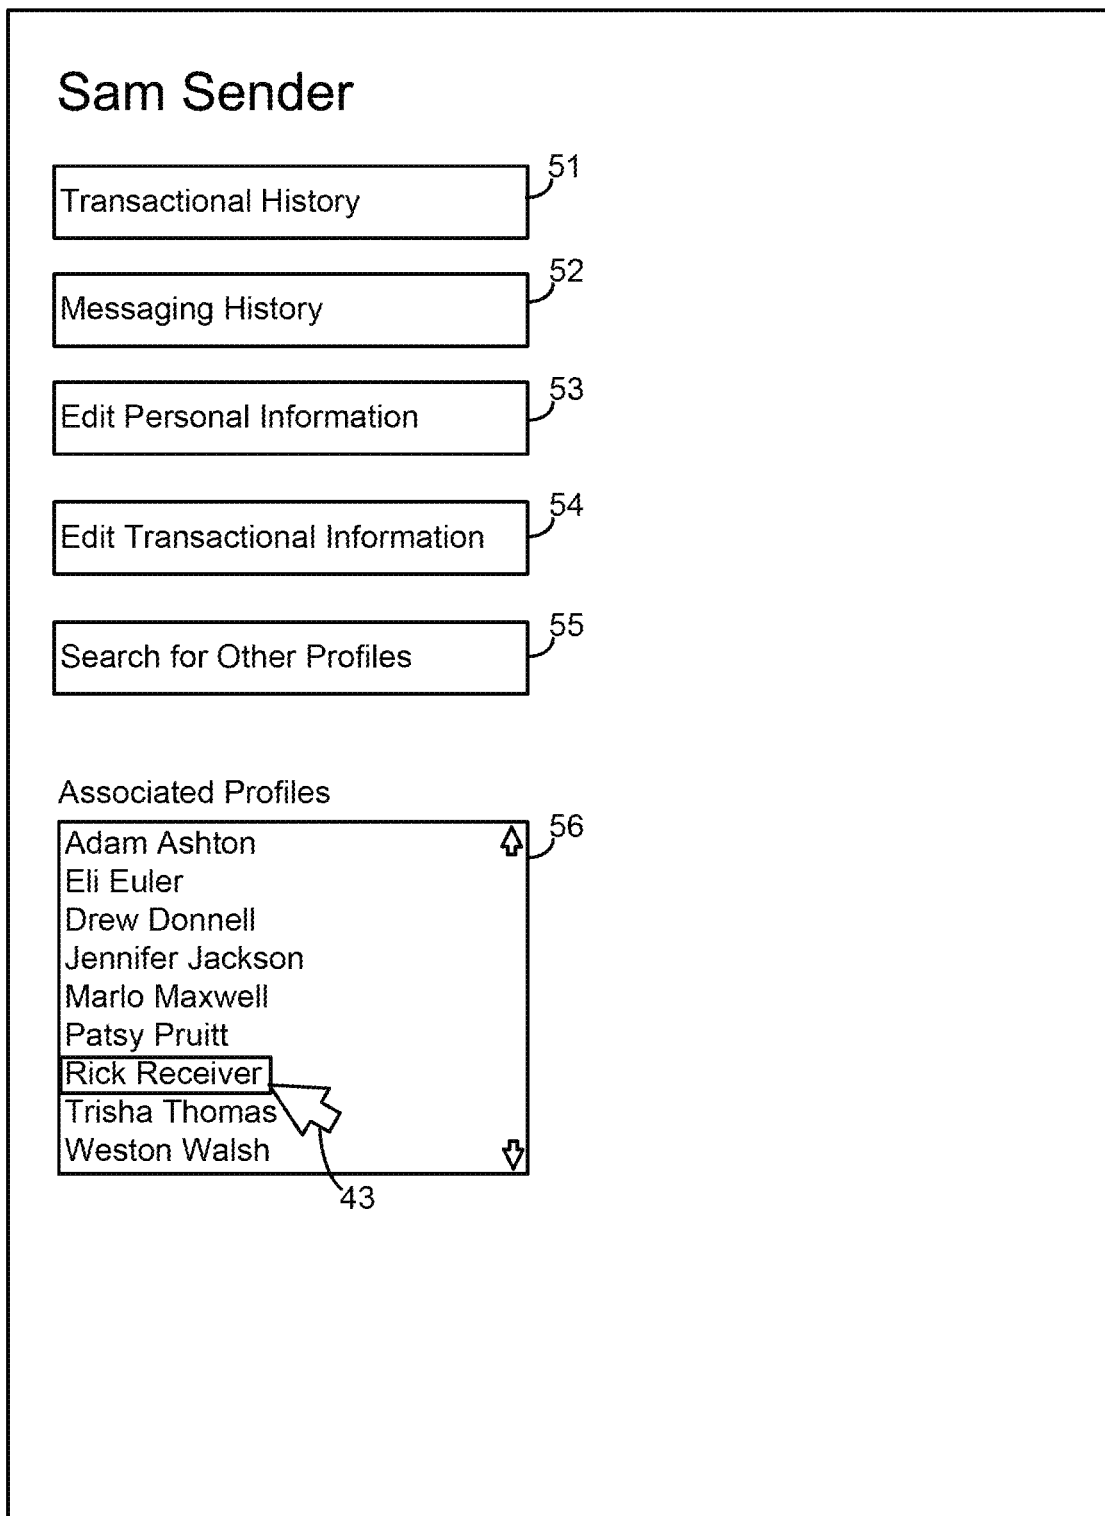 Sam Sender
51
Transactional History
52
Messaging History
53
Edit Personal Information
54
Edit Transactional Information
55
Search for Other Profiles
Associated Profiles
56
Adam Ashton
Eli Euler
Drew Donnell
Jennifer Jackson
Marlo Maxwell
Patsy Pruitt
Rick Receiver
Trisha Thomas
Weston Walsh
43